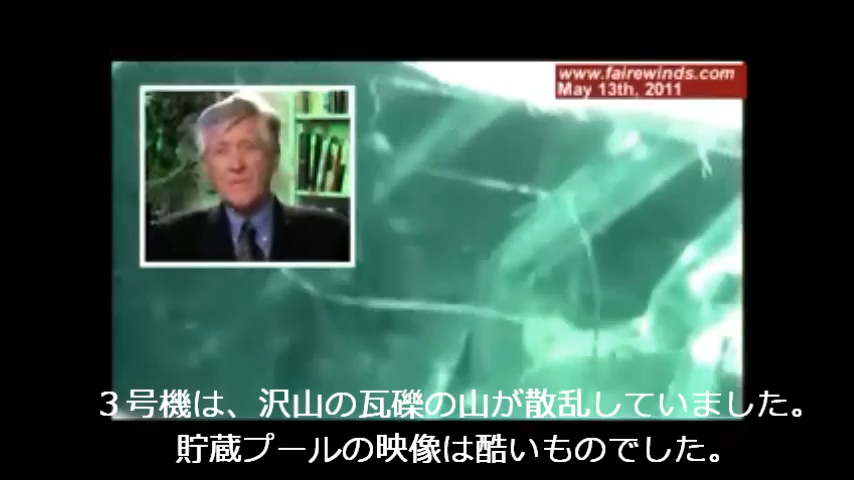 www.fairewinds.com
May 13th, 2011
３号機は、沢山の瓦礫の山が散乱していました。
貯蔵プールの映像は酷いものでした。